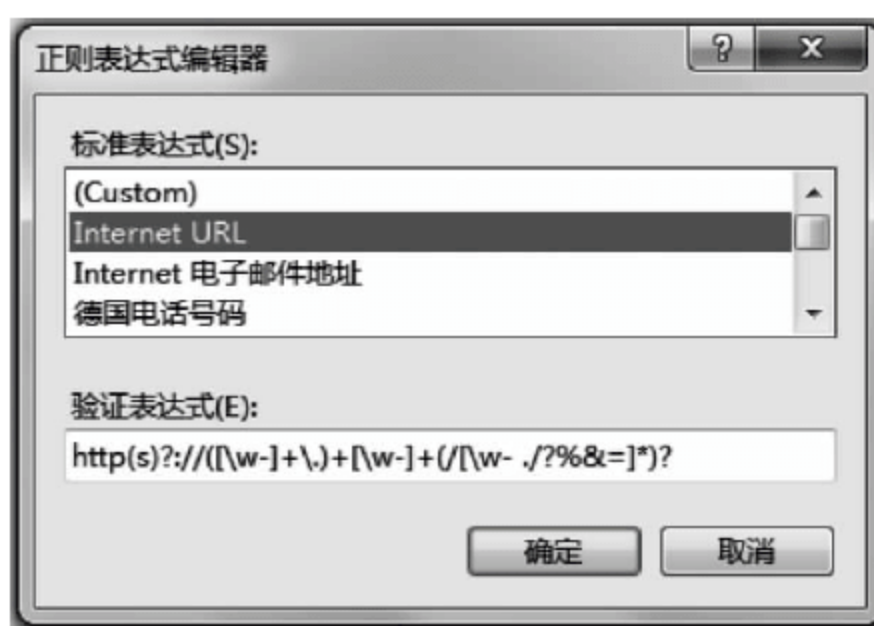 正则表达式编辑器
标准表达式(S):
(Custom)
Internet URL
Internet 电子邮件地址
德国电话号码
验证表达式(E):
http(s)?://([\w-]+\.)+[\w-]+(/[\w- ./?%&=]*)?
确定
取消